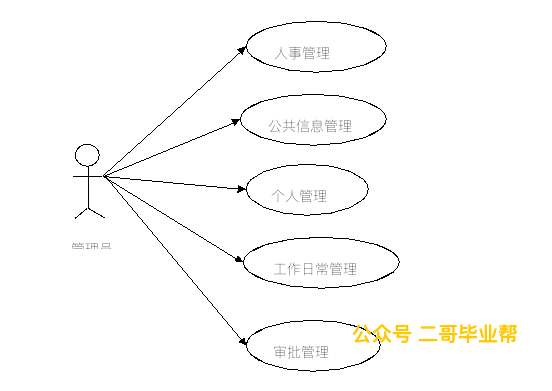 人事管理
公共信息管理
个人管理
管理员
工作日常管理
公众号 二哥毕业帮
审批管理